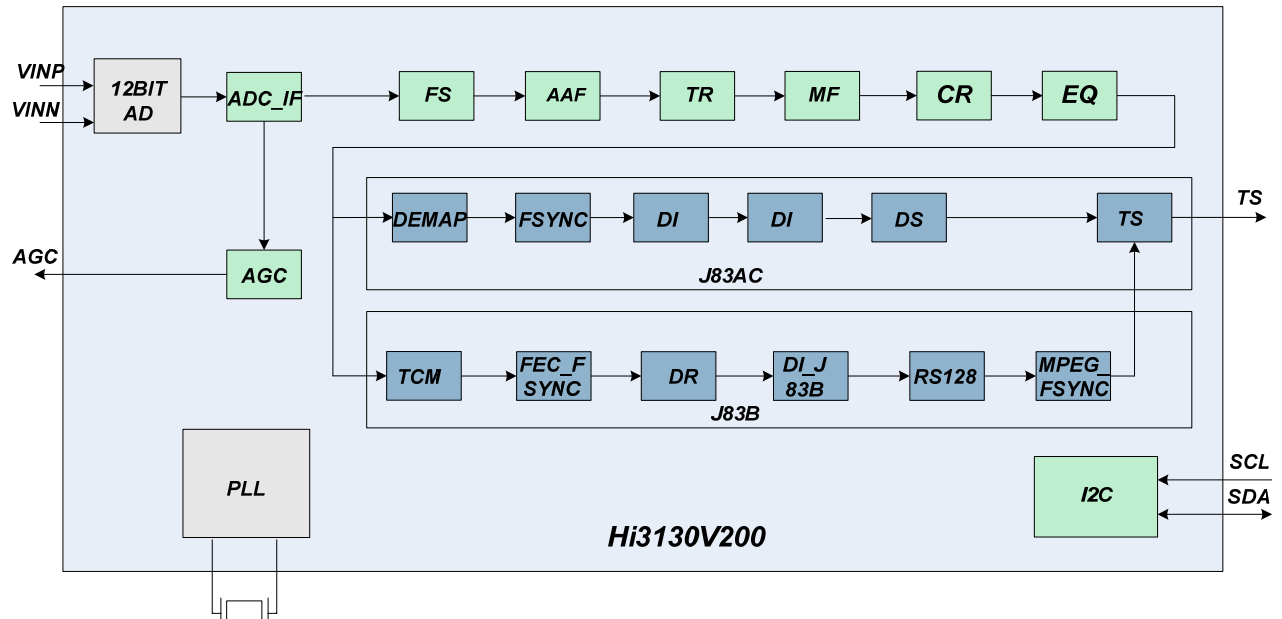 VINP
VINN
12BIT
AD
ADC_IF
FS
AAF
TR
MF
CR
EQ
DEMAP
FSYNC
DI
DI
DS
TS
TS
J83AC
AGC
AGC
TCM
FEC_F
SYNC
DR
DI_J
83B
RS128
MPEG_
FSYNC
J83B
PLL
I2C
SCL
SDA
Hi3130V200